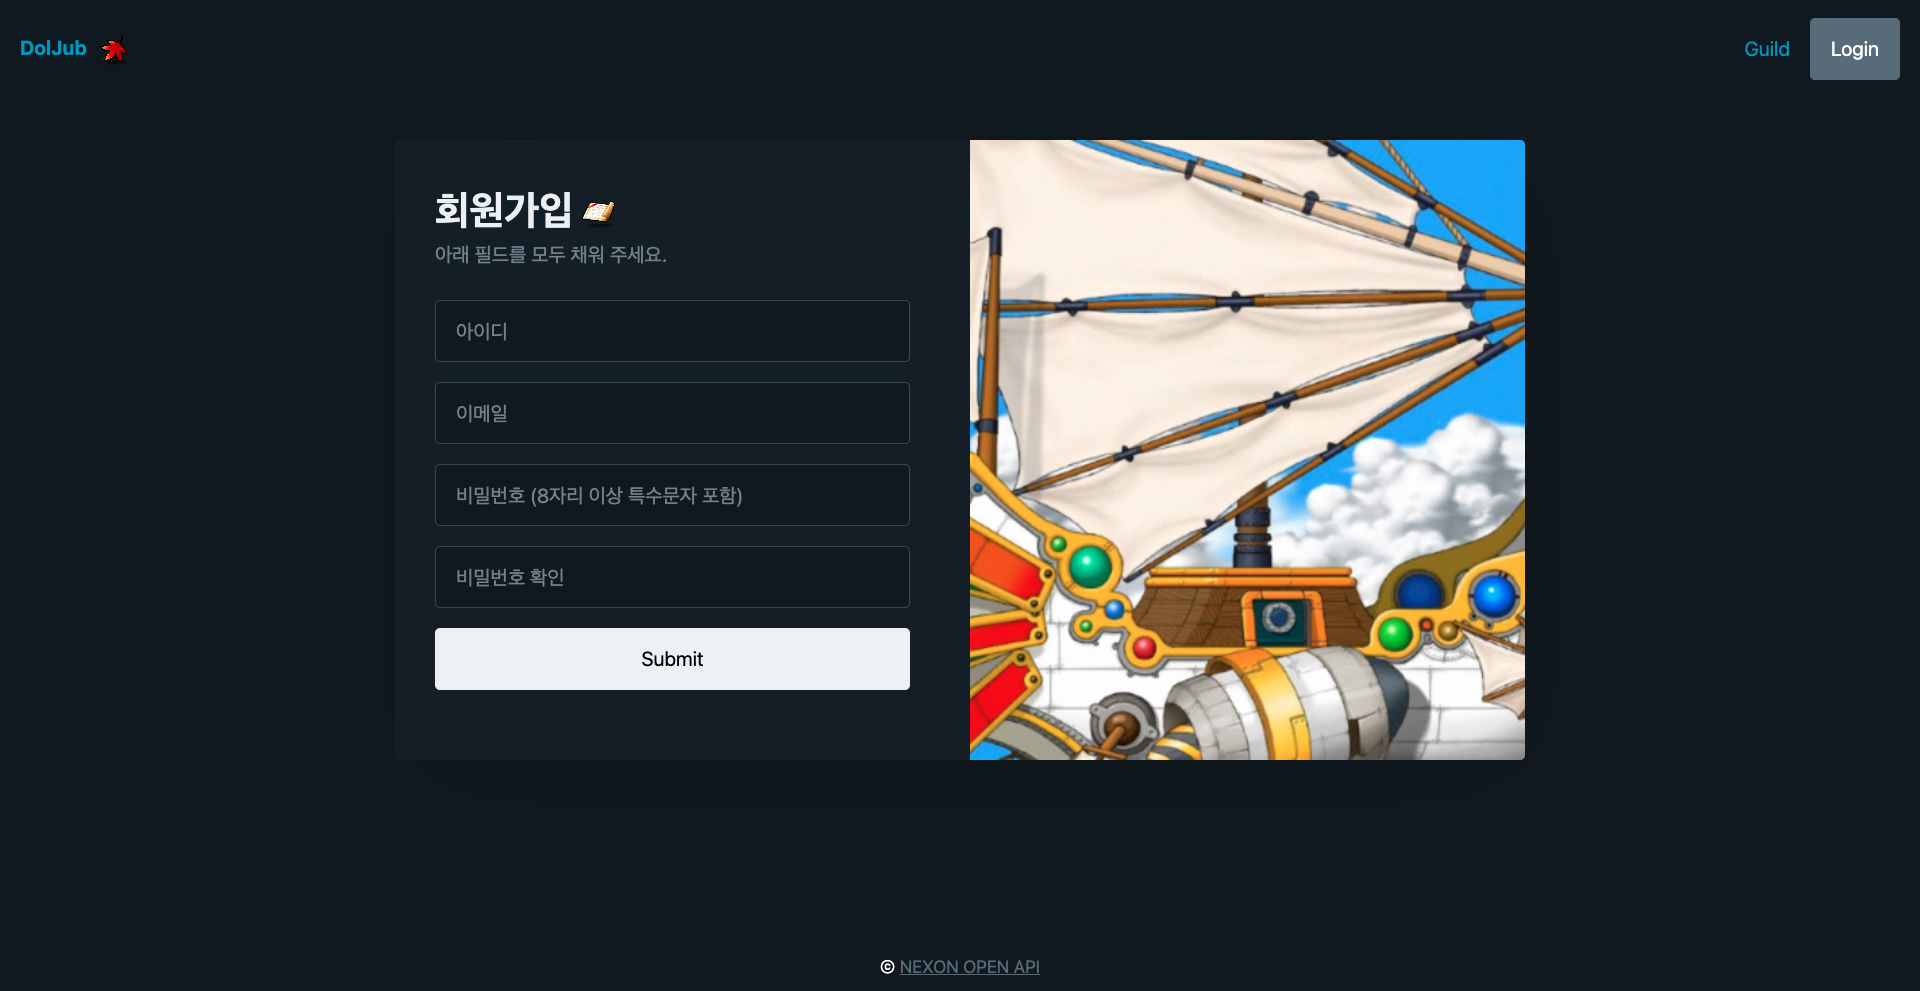 DolJub
Guild
Login
회원가입
아래 필드를 모두 채워 주세요.
아이디
이메일
비밀번호 (8자리 이상 특수문자 포함)
비밀번호 확인
Submit
© NEXON OPEN API